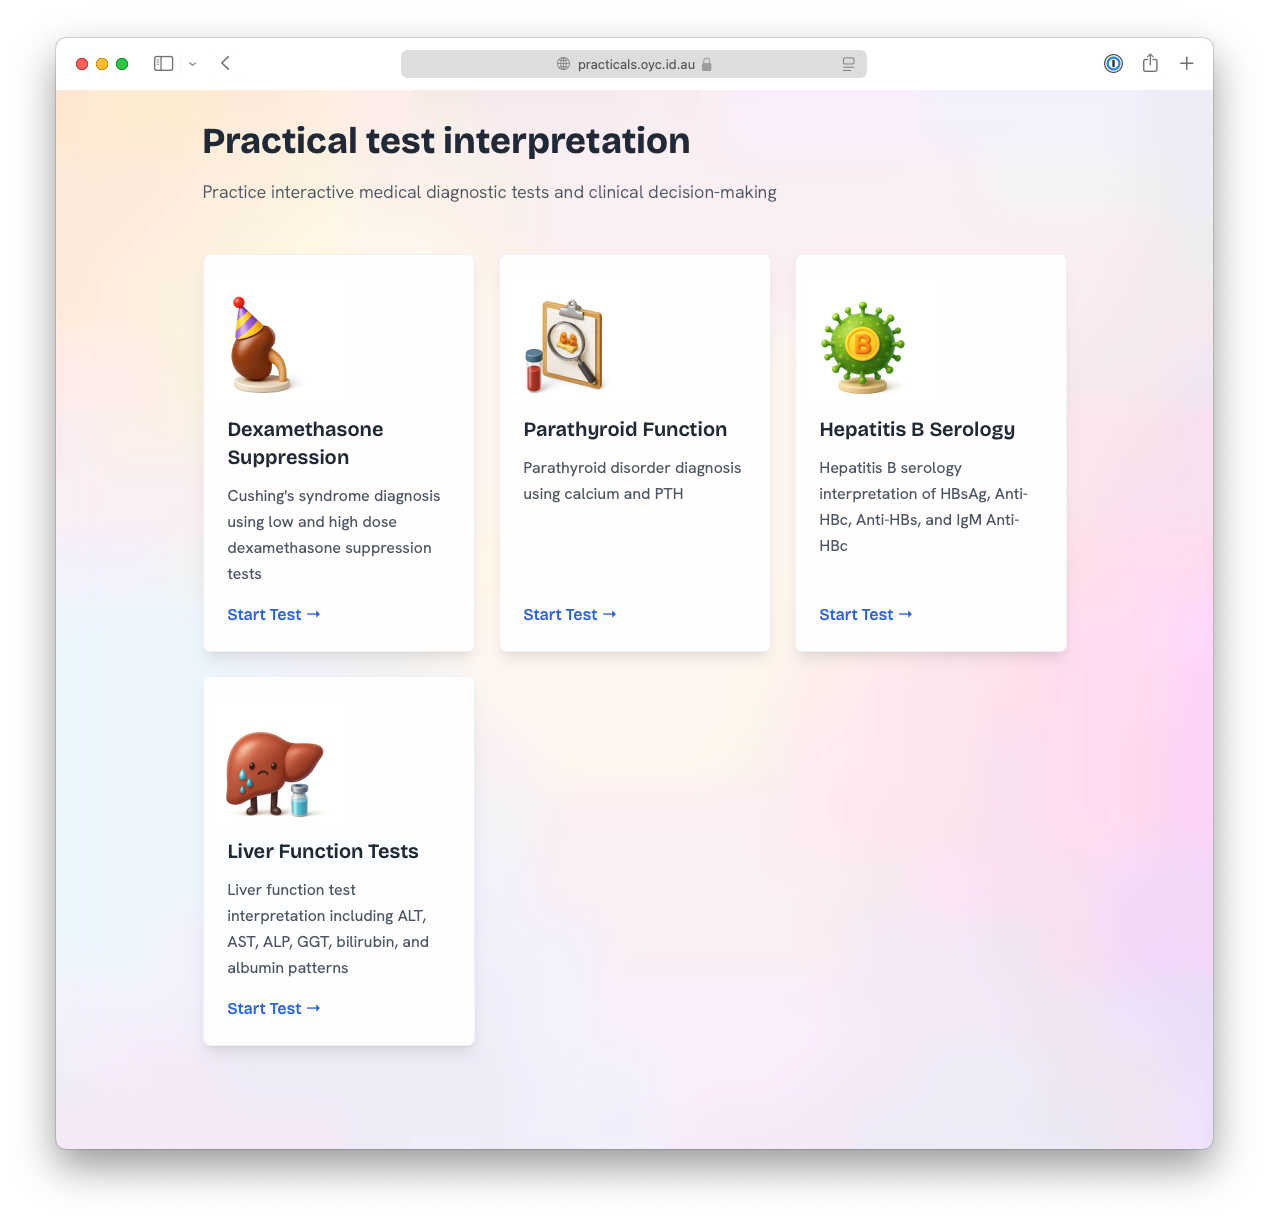 practicals.oyc.id.au
Practical test interpretation
Practice interactive medical diagnostic tests and clinical decision-making
Dexamethasone
Suppression
Cushing's syndrome diagnosis
using low and high dose
dexamethasone suppression
tests
Start Test →
Parathyroid Function
Parathyroid disorder diagnosis
using calcium and PTH
Start Test →
B
Hepatitis B Serology
Hepatitis B serology
interpretation of HBsAg, Anti-
HBc, Anti-HBs, and IgM Anti-
HBc
Start Test →
Liver Function Tests
Liver function test
interpretation including ALT,
AST, ALP, GGT, bilirubin, and
albumin patterns
Start Test →